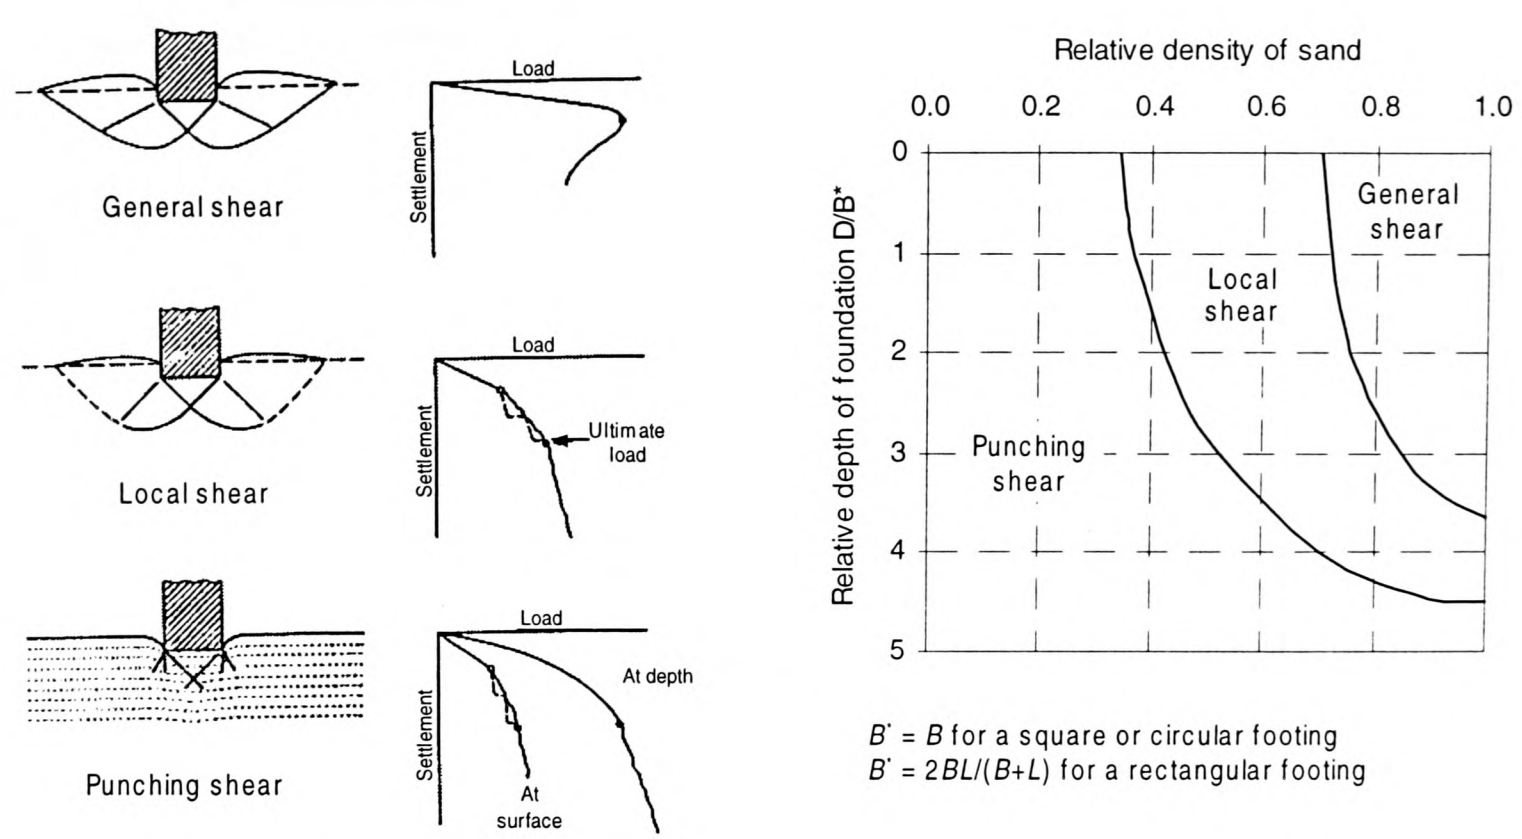 Load
Settlement
General shear
Load
Settlement
Ultimate
load
Local shear
Load
Settlement
At depth
At
surface
Punching shear
Relative density of sand
0.0 0.2 0.4 0.6 0.8 1.0
Relative depth of foundation D/B*
0
1
2
3
4
5
General
shear
Local
shear
Punching
shear
B* = B for a square or circular footing
B* = 2BL/(B+L) for a rectangular footing